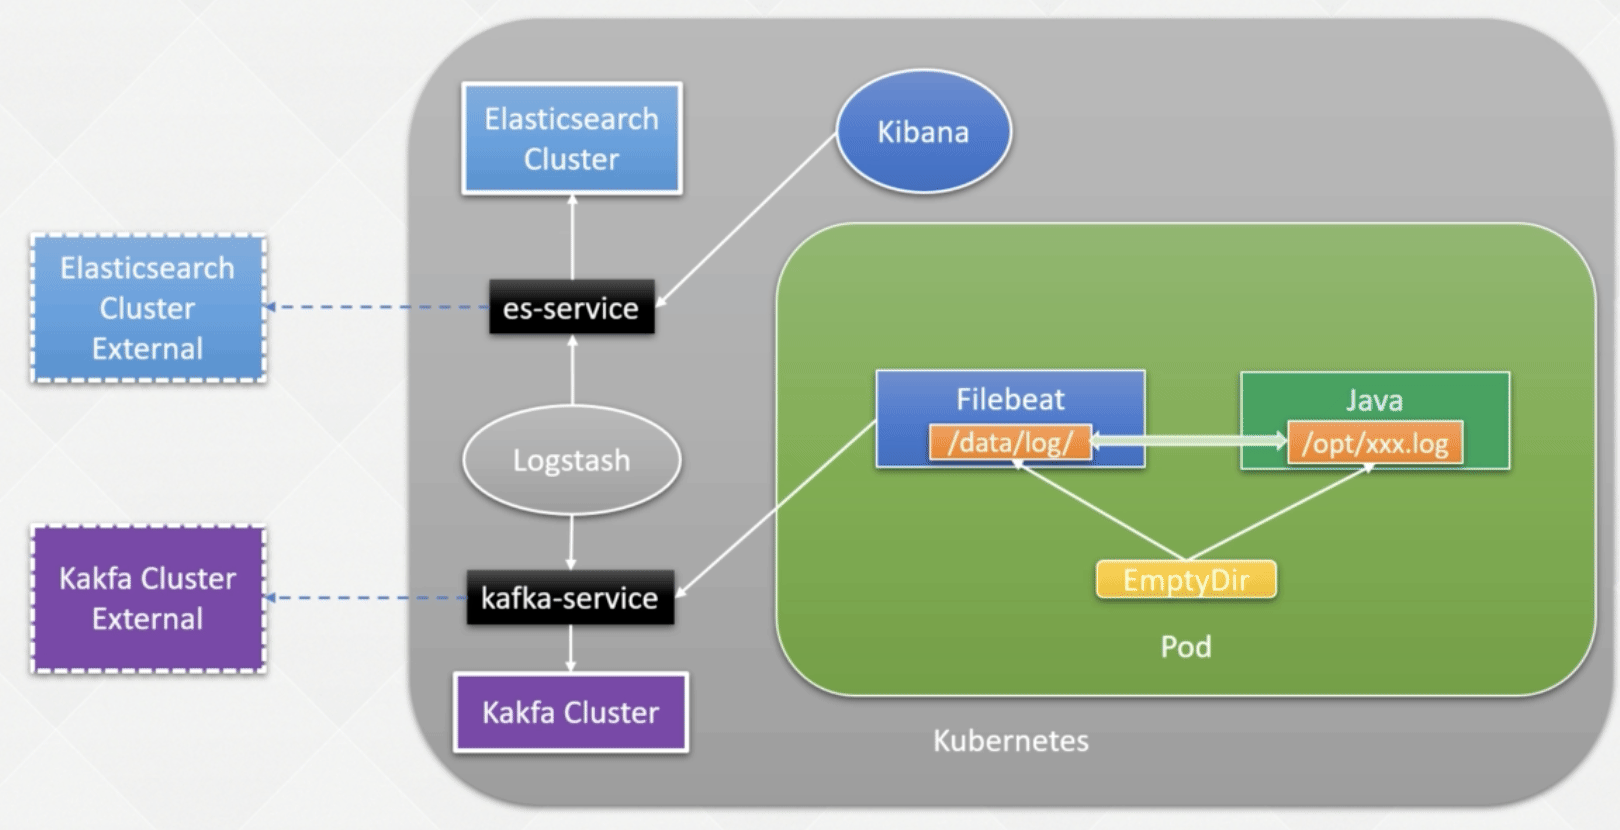 Elasticsearch
Cluster
Kibana
Elasticsearch
Cluster
External
es-service
Filebeat
/data/log/
Java
/opt/xxx.log
Logstash
Kakfa Cluster
External
kafka-service
EmptyDir
Pod
Kakfa Cluster
Kubernetes